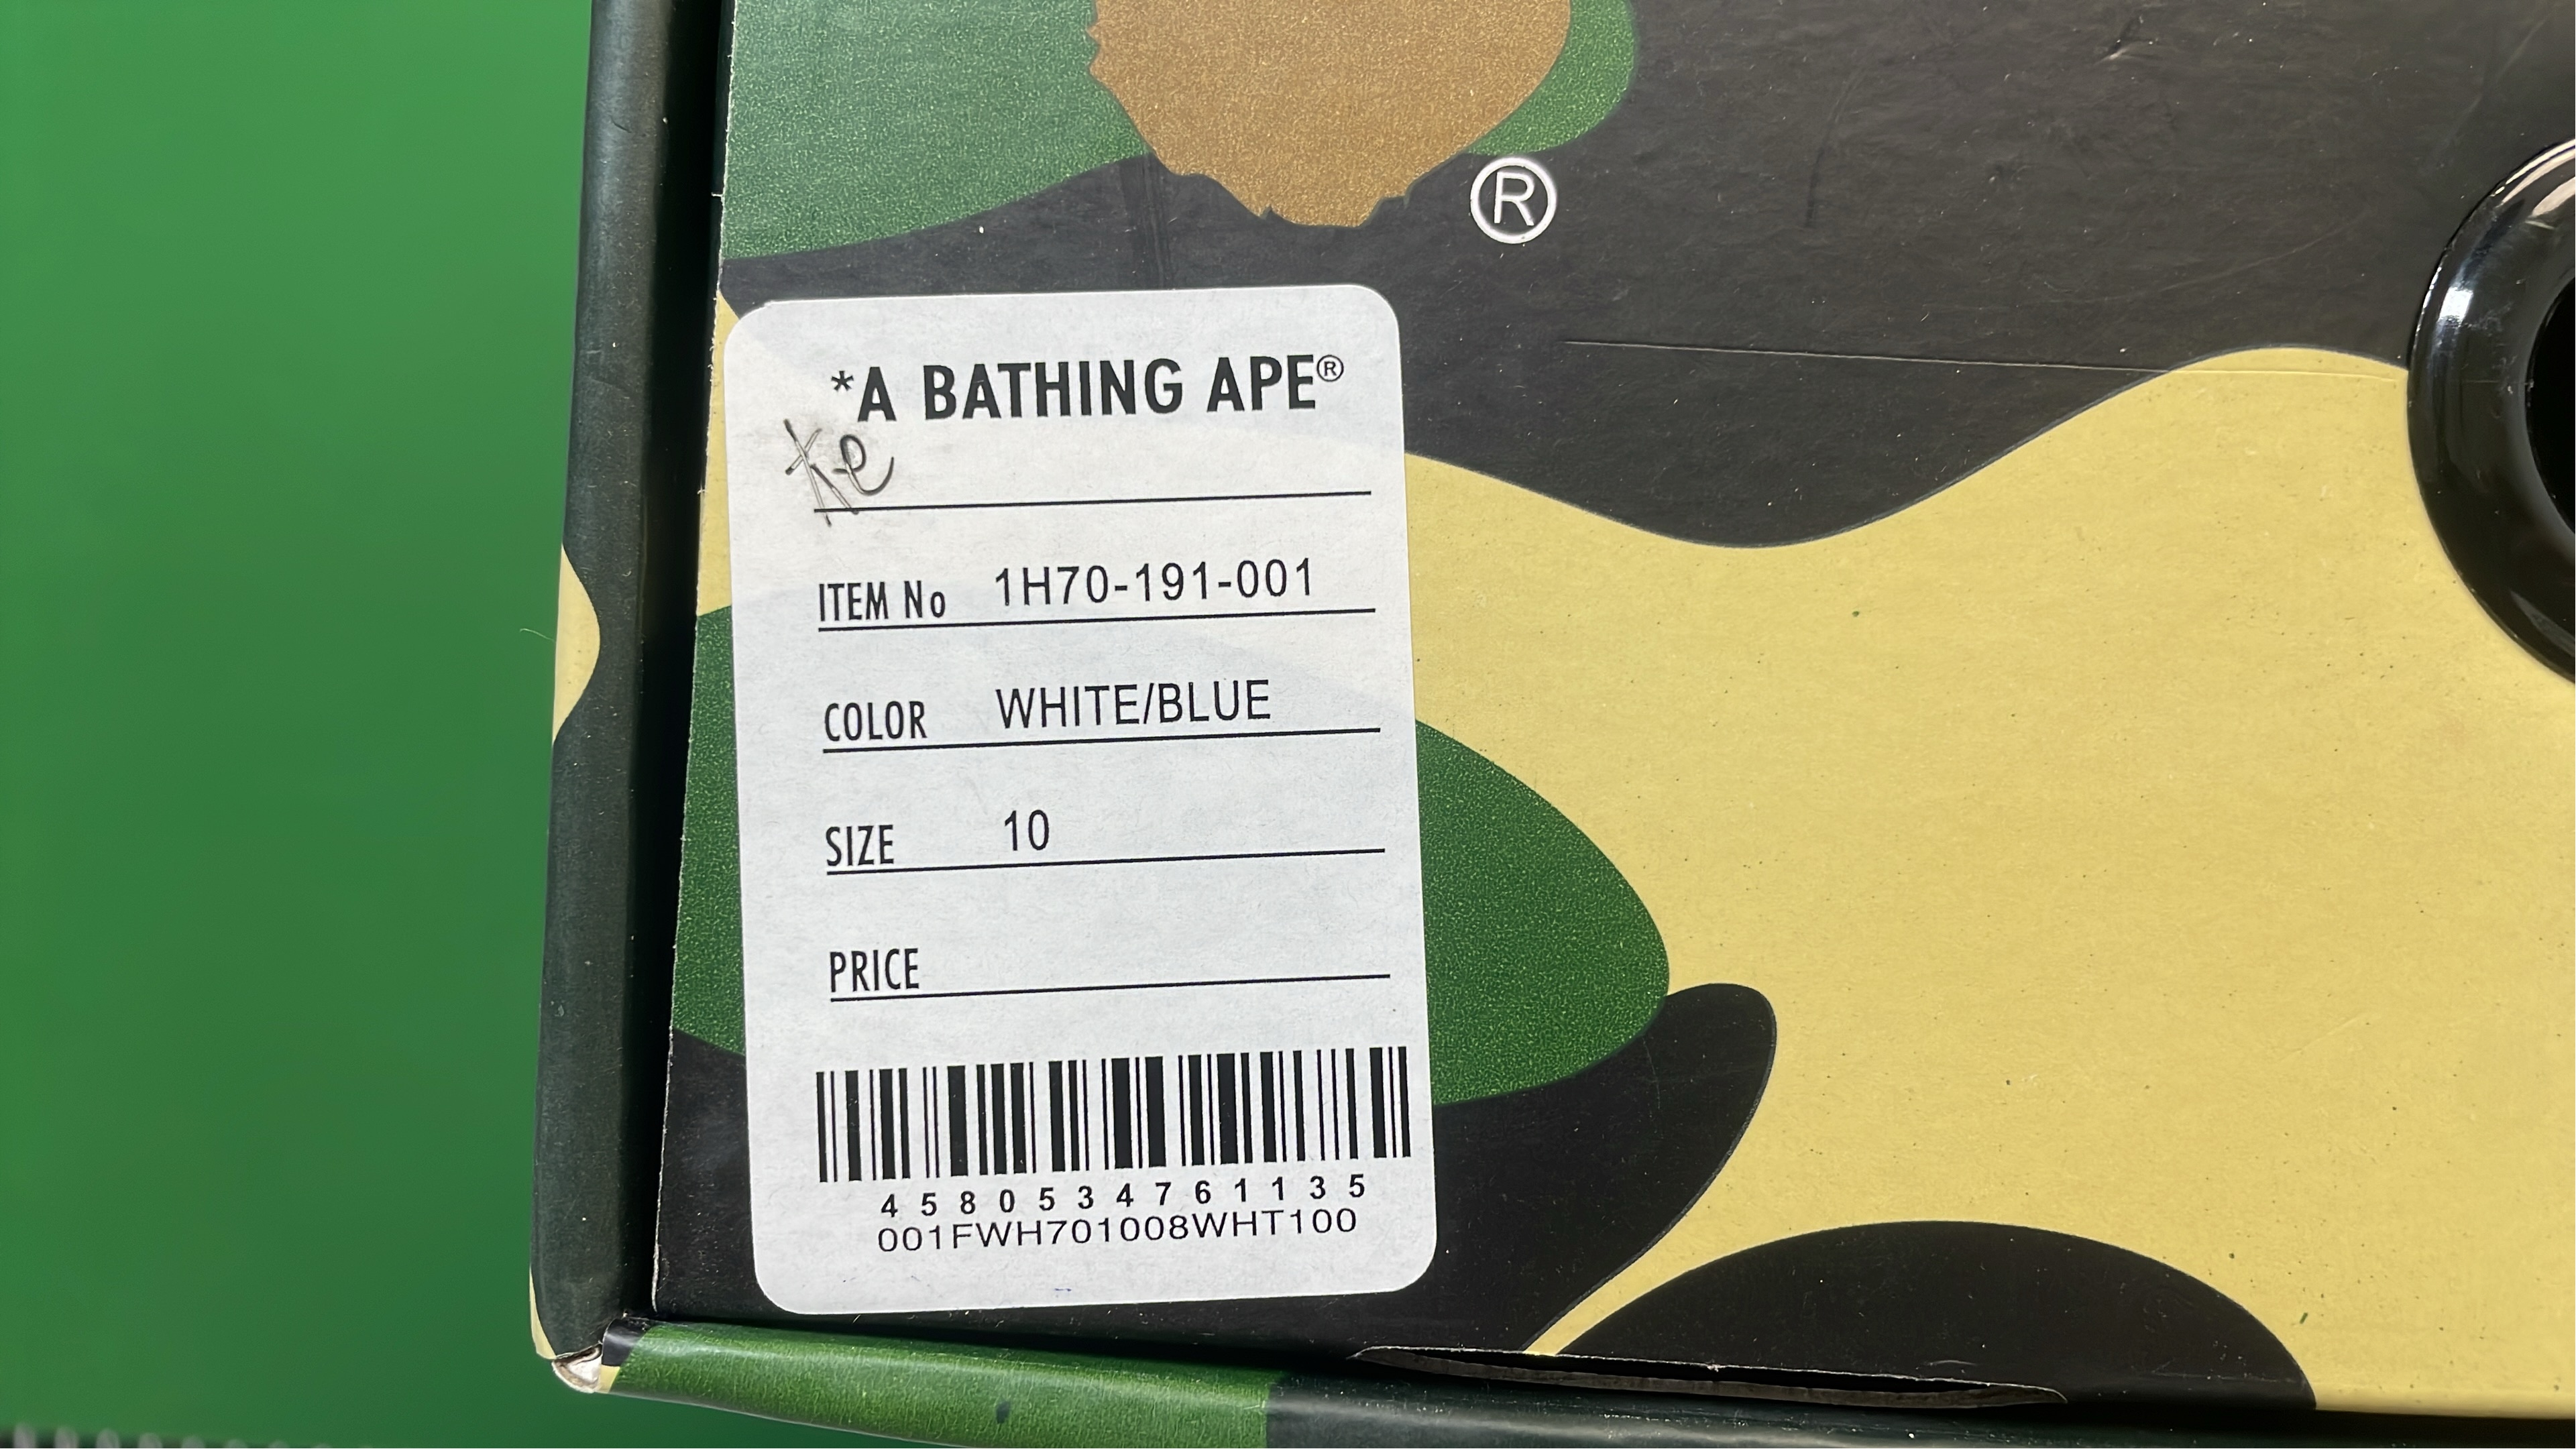 ®
*A BATHING APE®
ITEM No 1H70-191-001
COLOR WHITE/BLUE
SIZE 10
PRICE
4580534761135
001FWH701008WHT100